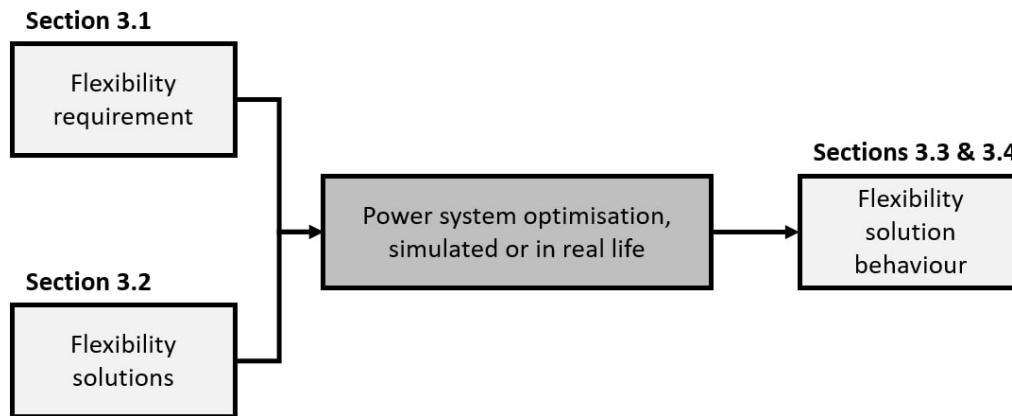 Section 3.1
Flexibility
requirement
Section 3.2
Flexibility
solutions
Power system optimisation,
simulated or in real life
Sections 3.3 & 3.4
Flexibility
solution
behaviour